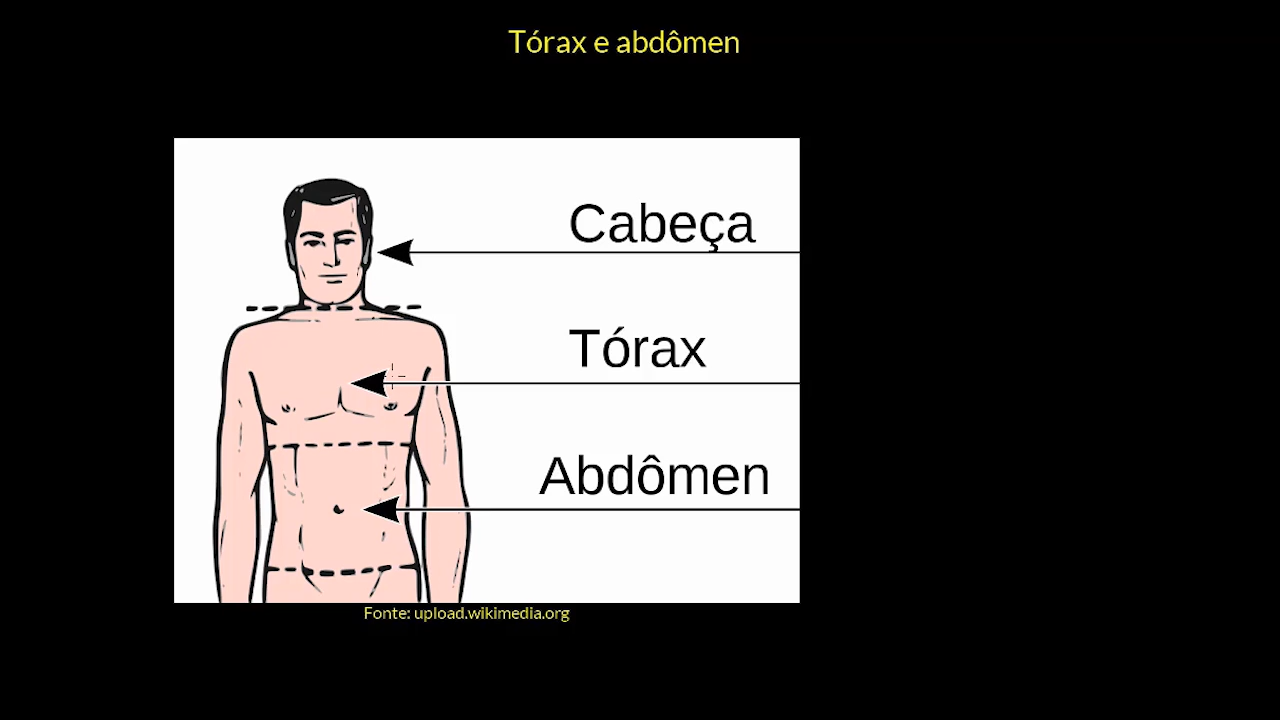 Tórax e abdômen
Cabeça
Tórax
Abdômen
Fonte: upload.wikimedia.org